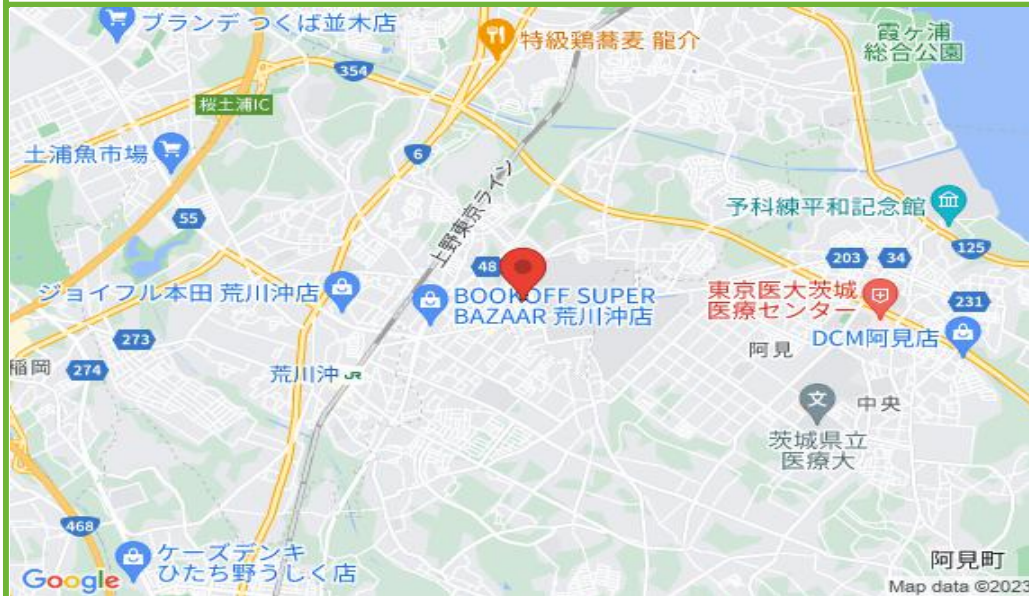 ブランデ つくば並木店
特級鶏蕎麦 龍介
霞ヶ浦
総合公園
354
桜土浦IC
土浦魚市場
6
上野東京ライン
予科練平和記念館
55
125
48
203
34
ジョイフル本田 荒川沖店
BOOKOFF SUPER
BAZAAR 荒川沖店
東京医大茨城
医療センター
231
273
DCM阿見店
稲岡
274
阿見
荒川沖
JR
文
中央
茨城県立
医療大
468
ケーズデンキ
ひたち野うしく店
阿見町
Google
Map data ©2023